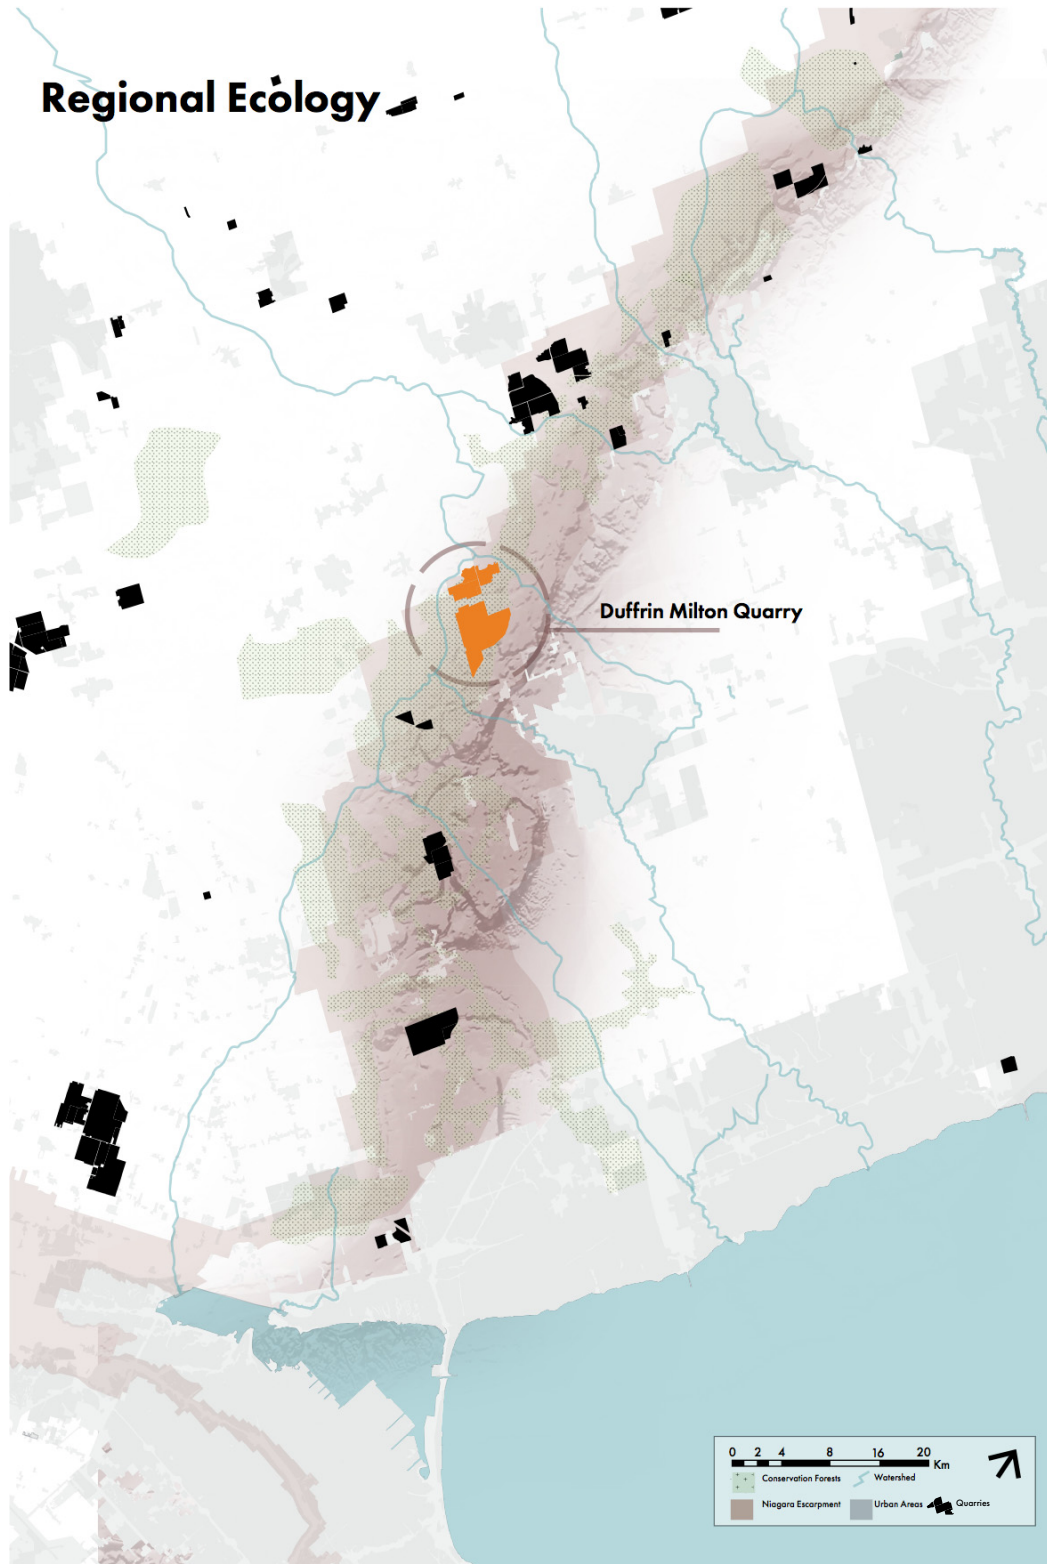 Regional Ecology
Duffrin Milton Quarry
0 2 4 8 16 20
Km
Conservation Forests
Watershed
Niagara Escarpment
Urban Areas
Quarries